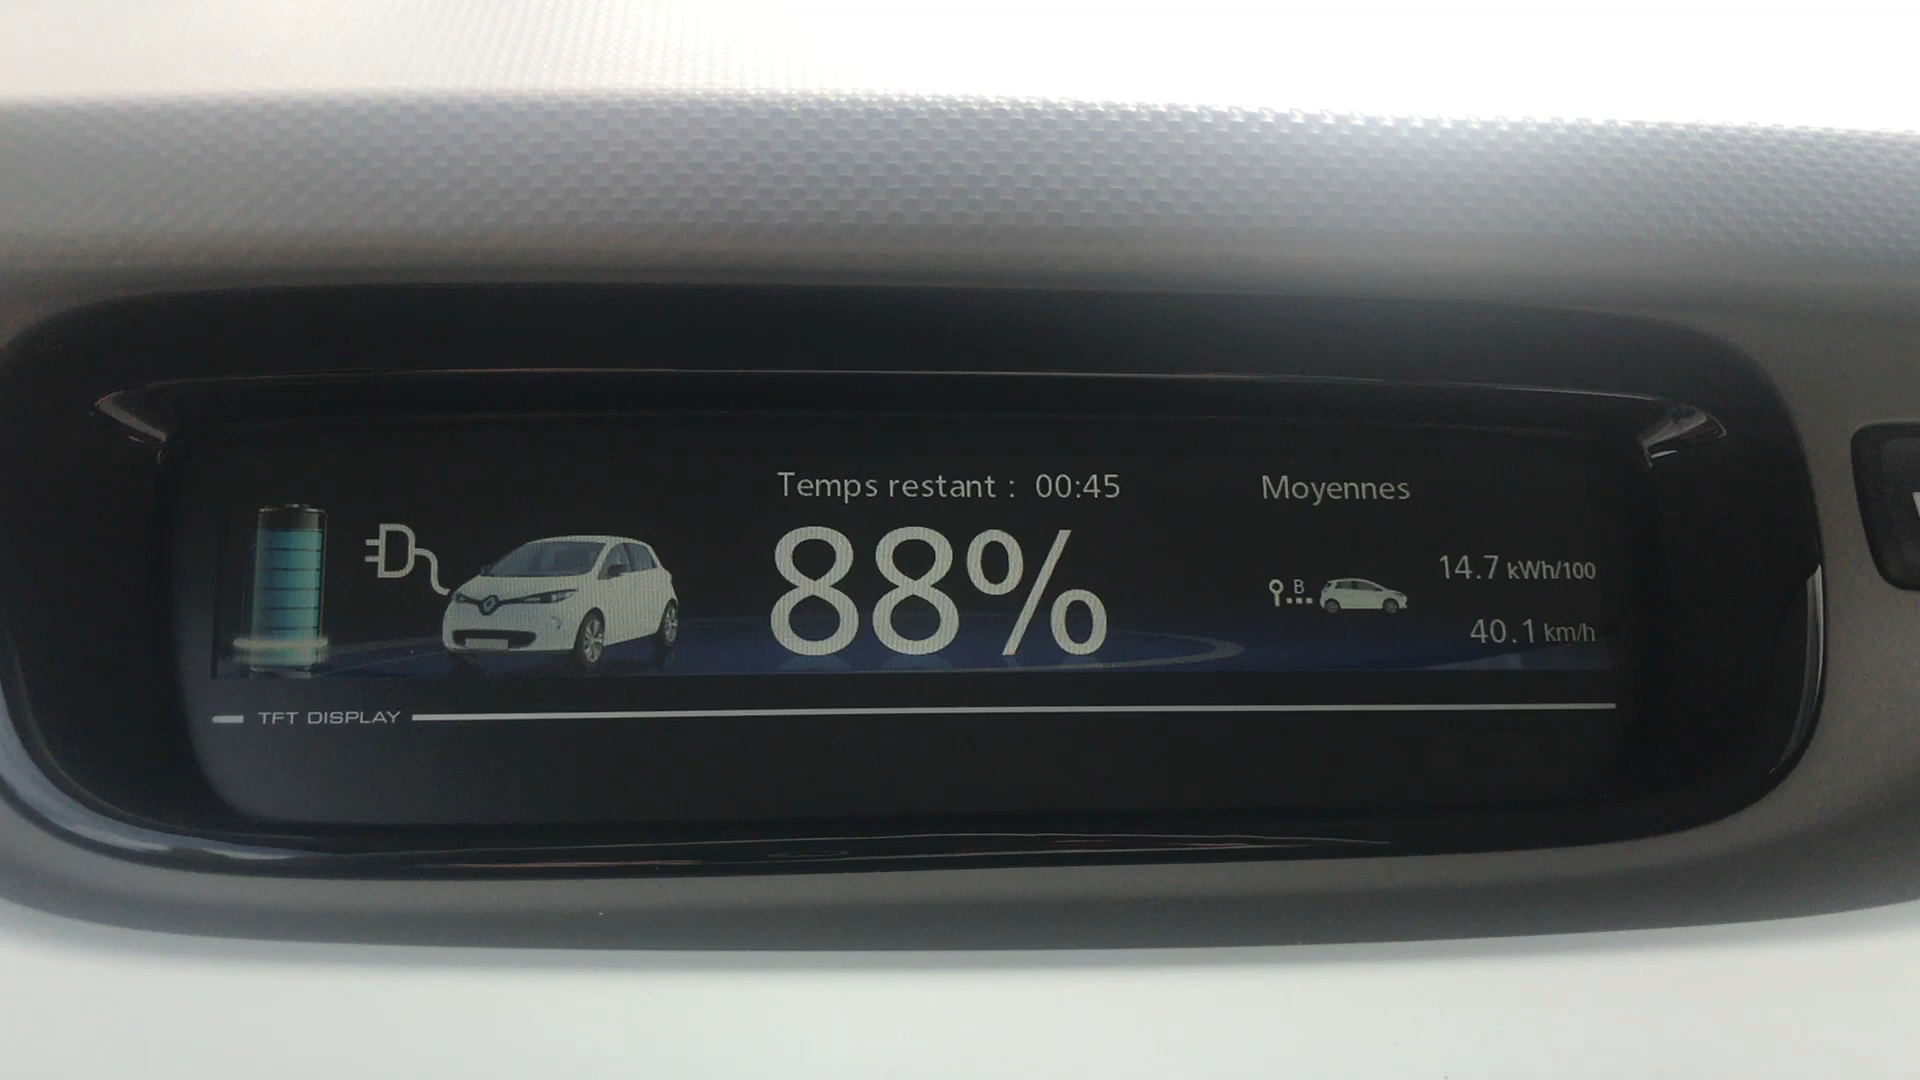 Temps restant : 00:45
88%
Moyennes
B
14.7 kWh/100
40.1 km/h
TFT DISPLAY